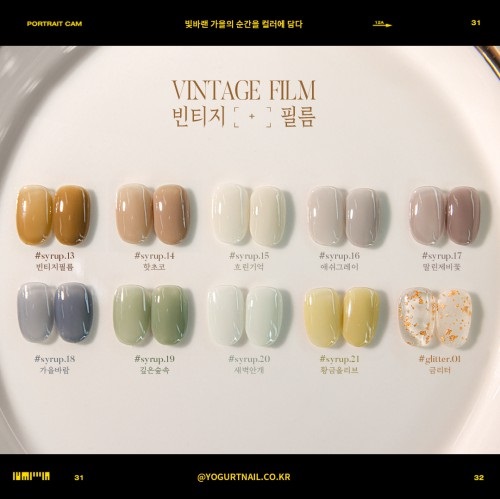 PORTRAIT CAM
빛바랜 가을의 순간을 컬러에 담다
12A
31
VINTAGE FILM
빈티지 [ + ] 필름
#syrup.13
빈티지필름
#syrup.14
핫초코
#syrup.15
흐린기억
#syrup.16
애쉬그레이
#syrup.17
말린제비꽃
#syrup.18
가을바람
#syrup.19
깊은숲속
#syrup.20
새벽안개
#syrup.21
황금올리브
#glitter.01
금리터
31
@YOGURTNAIL.CO.KR
32